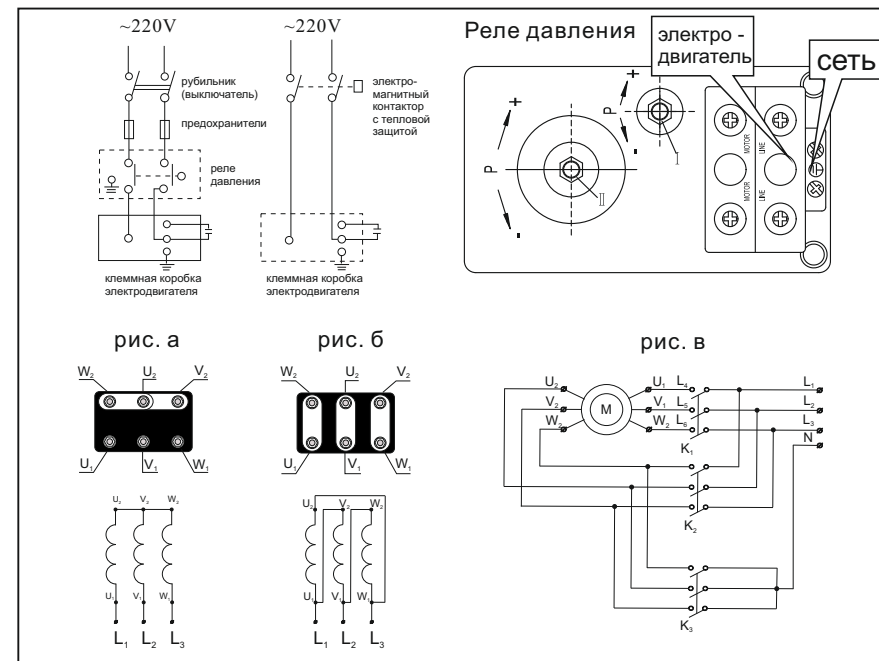 ~220V
~220V
рубильник
(выключатель)
предохранители
реле
давления
клеммная коробка
электродвигателя
электро-
магнитный
контактор
с тепловой
защитой
клеммная коробка
электродвигателя
Реле давления
электро -
двигатель
сеть
P
+
-
P
+
-
I
II
MOTOR
MOTOR
LINE
LINE
рис. а
W₂ U₂ V₂
U₁ V₁ W₁
U₂ V₂ W₂
U₁ V₁ W₁
L₁ L₂ L₃
рис. б
W₂ U₂ V₂
U₁ V₁ W₁
U₂ V₂ W₂
U₁ V₁ W₁
L₁ L₂ L₃
рис. в
U₂ U₁ L₄ L₁
V₂ M V₁ L₅ L₂
W₂ W₂ L₆ L₃
N
K₁
K₂
K₃